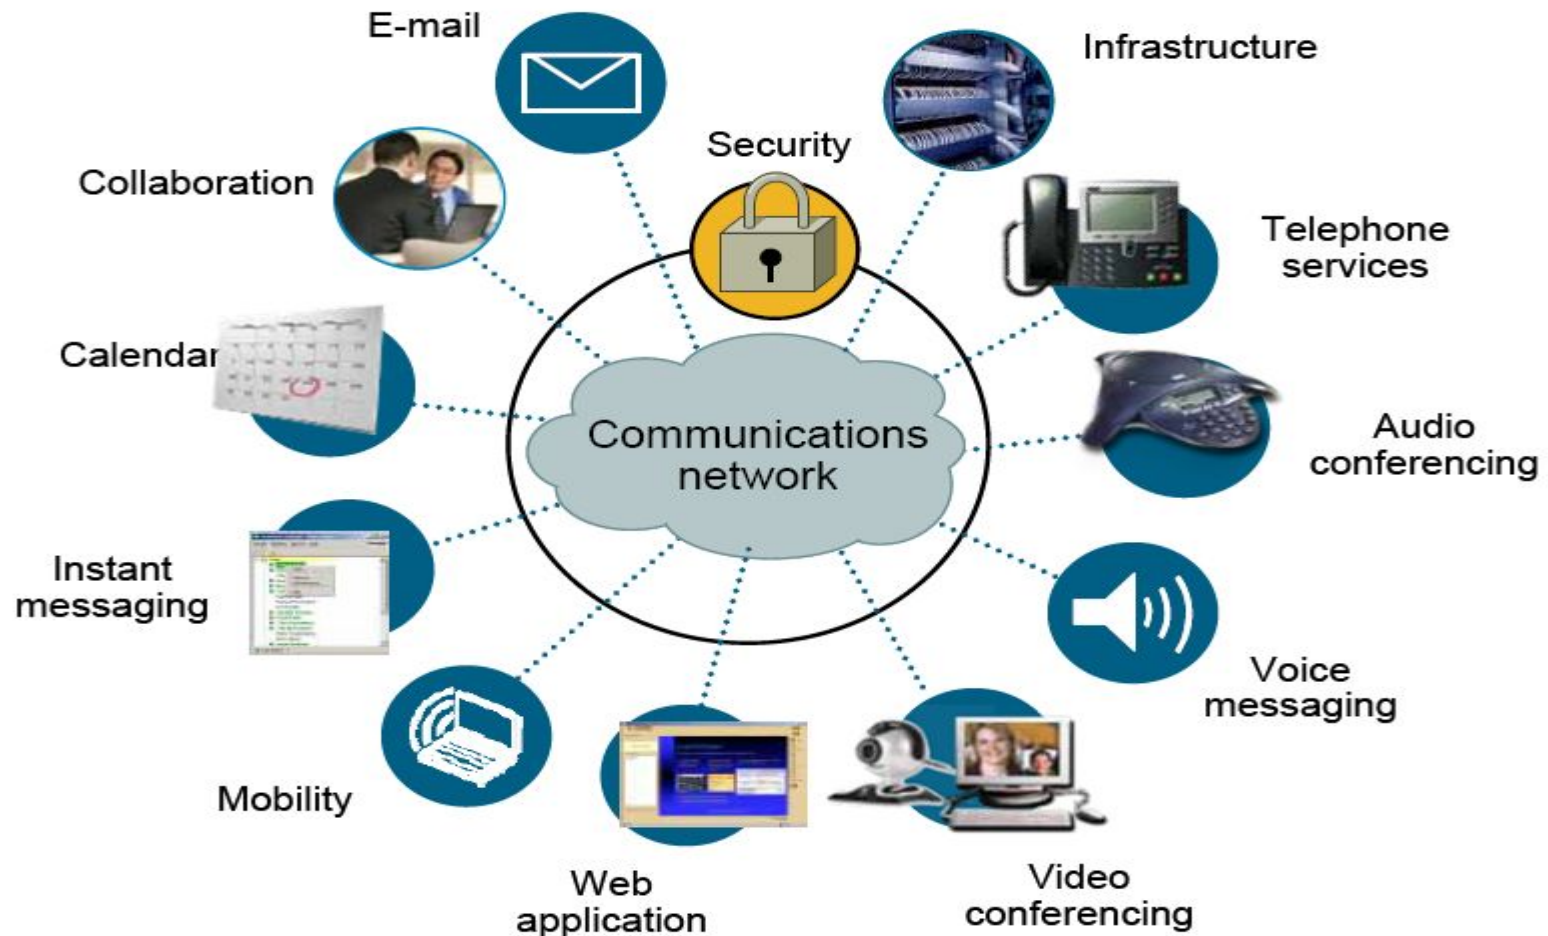 E-mail
Infrastructure
Security
Collaboration
Telephone
services
Calendar
Communications
network
Audio
conferencing
Instant
messaging
Voice
messaging
Mobility
Web
application
Video
conferencing